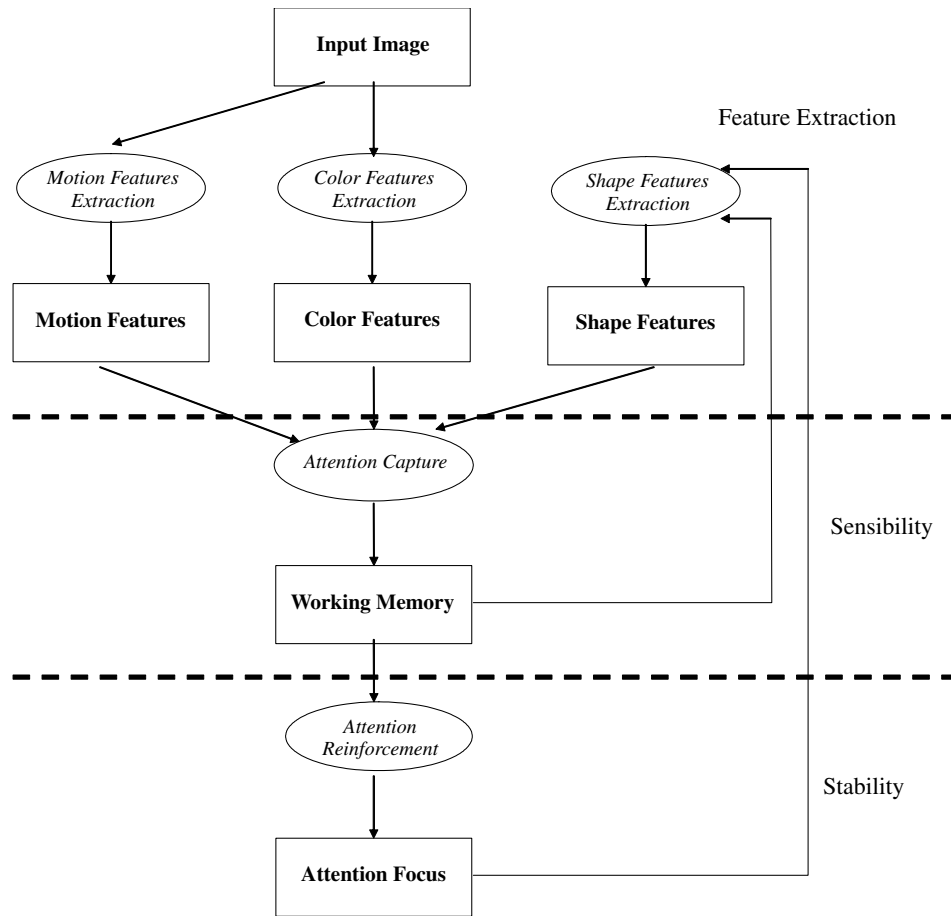 Input Image
Feature Extraction
Motion Features
Extraction
Color Features
Extraction
Shape Features
Extraction
Motion Features
Color Features
Shape Features
Attention Capture
Sensibility
Working Memory
Attention
Reinforcement
Stability
Attention Focus